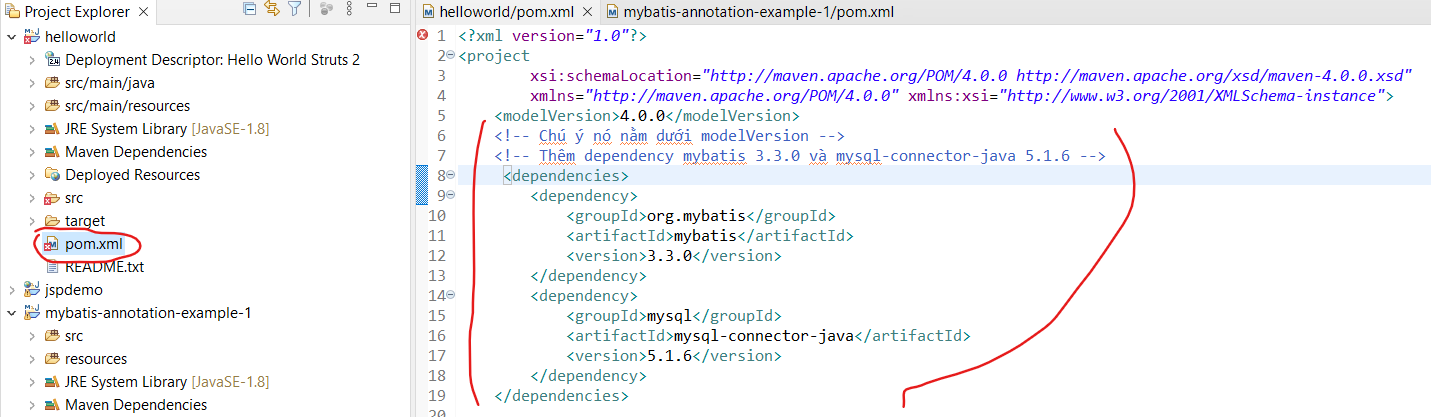 Project Explorer
helloworld
Deployment Descriptor: Hello World Struts 2
src/main/java
src/main/resources
JRE System Library [JavaSE-1.8]
Maven Dependencies
Deployed Resources
src
target
pom.xml
README.txt
jspdemo
mybatis-annotation-example-1
src
resources
JRE System Library [JavaSE-1.8]
Maven Dependencies
helloworld/pom.xml mybatis-annotation-example-1/pom.xml
1 <?xml version="1.0"?>
2 <project
3 xsi:schemaLocation="http://maven.apache.org/POM/4.0.0 http://maven.apache.org/xsd/maven-4.0.0.xsd"
4 xmlns="http://maven.apache.org/POM/4.0.0" xmlns:xsi="http://www.w3.org/2001/XMLSchema-instance">
5 <modelVersion>4.0.0</modelVersion>
6 <!-- Chú ý nó nằm dưới modelVersion -->
7 <!-- Thêm dependency mybatis 3.3.0 và mysql-connector-java 5.1.6 -->
8 <dependencies>
9 <dependency>
10 <groupId>org.mybatis</groupId>
11 <artifactId>mybatis</artifactId>
12 <version>3.3.0</version>
13 </dependency>
14 <dependency>
15 <groupId>mysql</groupId>
16 <artifactId>mysql-connector-java</artifactId>
17 <version>5.1.6</version>
18 </dependency>
19 </dependencies>
20